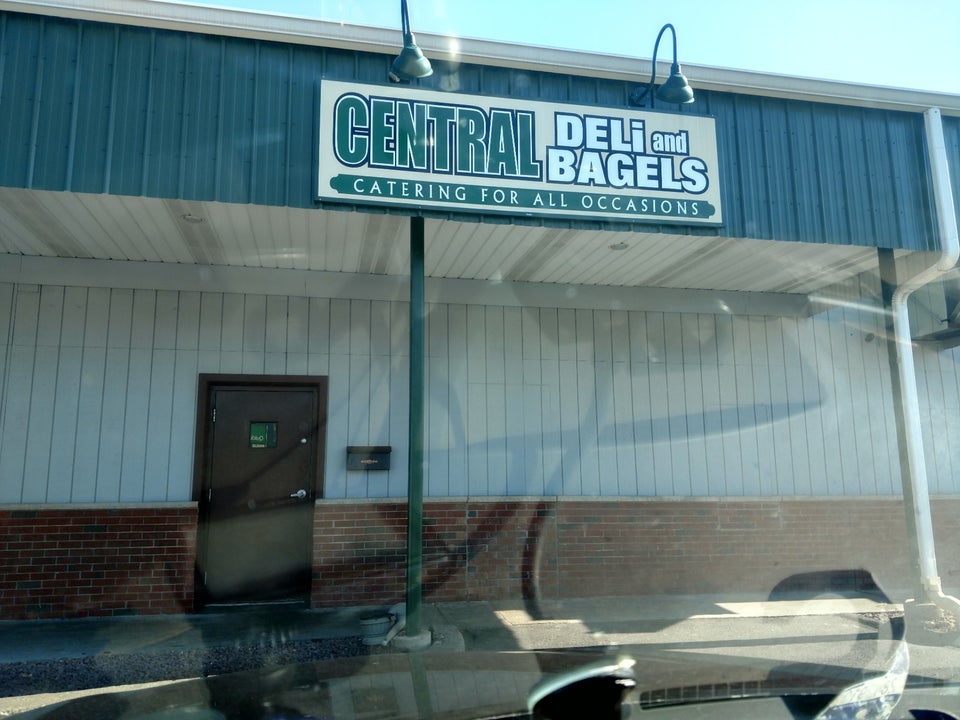 CENTRAL DELi and
BAGELS
CATERING FOR ALL OCCASIONS